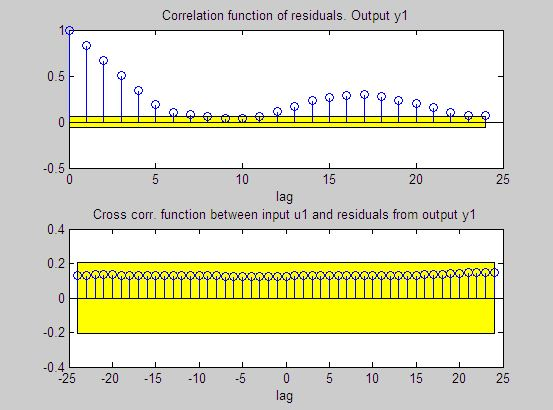 Correlation function of residuals. Output y1
1
0.5
0
-0.5
0 5 10 15 20 25
lag
Cross corr. function between input u1 and residuals from output y1
0.4
0.2
0
-0.2
-0.4
-25 -20 -15 -10 -5 0 5 10 15 20 25
lag